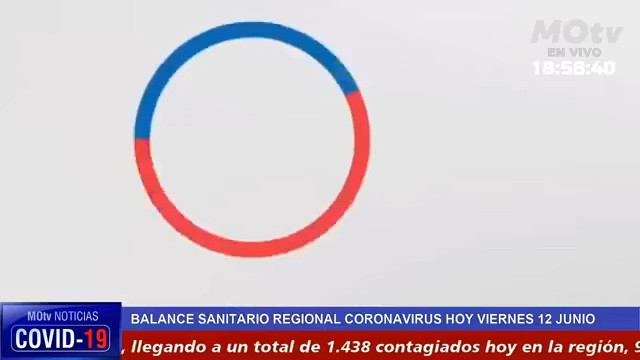 MOtv
EN VIVO
18:58:40
MOtv NOTICIAS
COVID-19
BALANCE SANITARIO REGIONAL CORONAVIRUS HOY VIERNES 12 JUNIO
, llegando a un total de 1.438 contagiados hoy en la región, 9